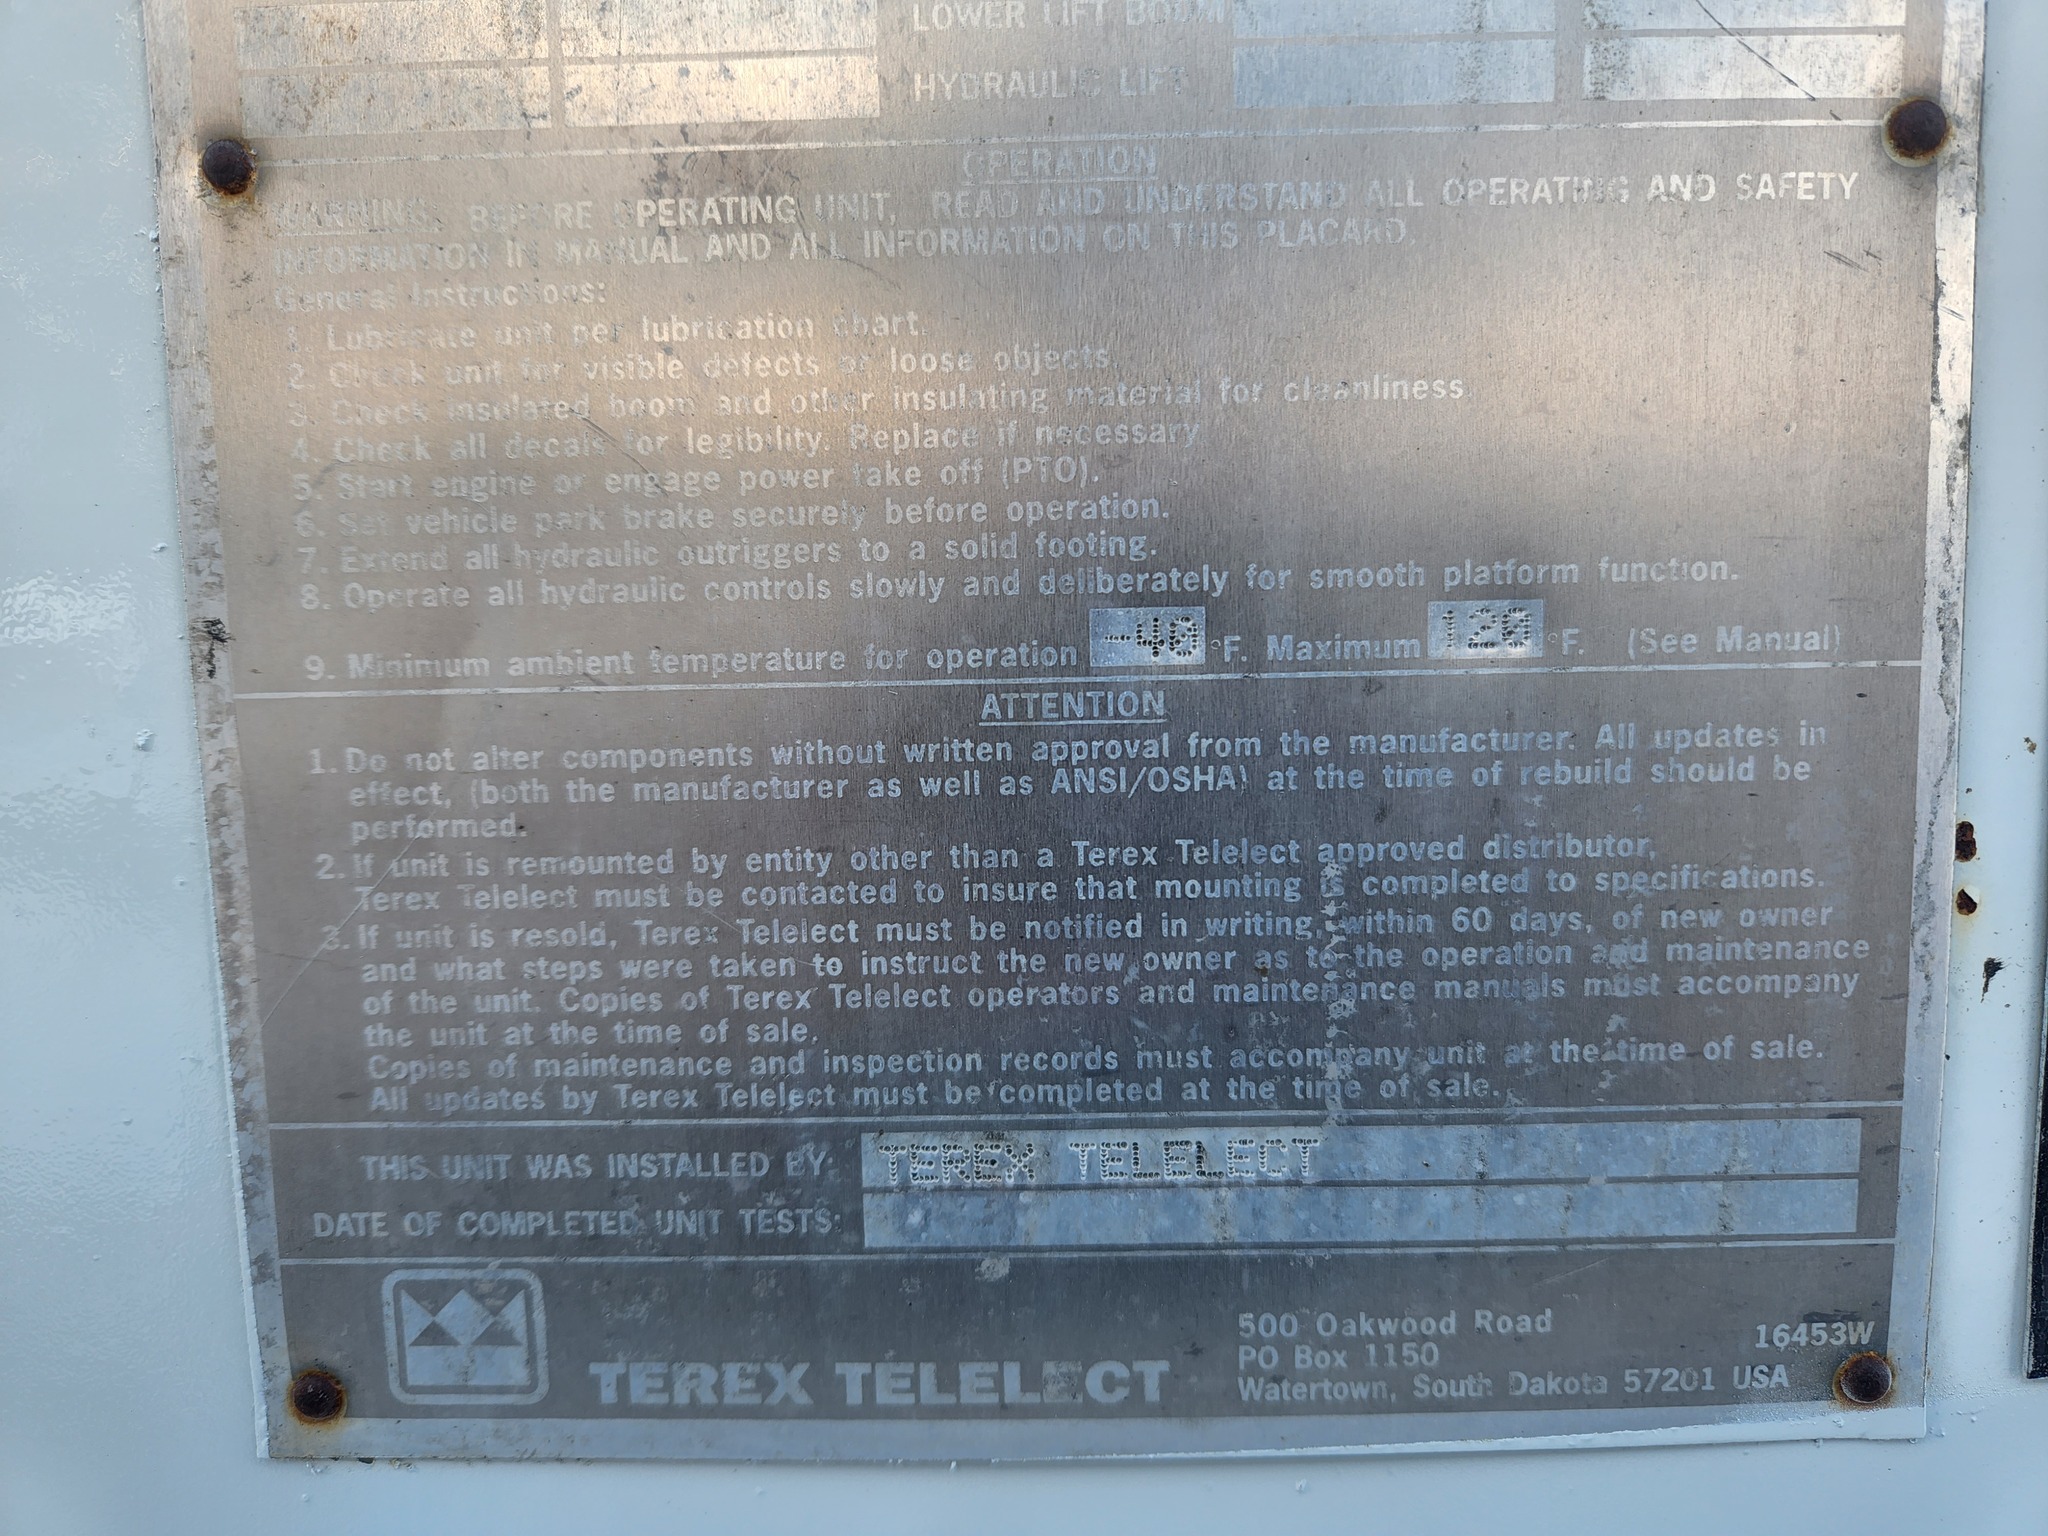 LOWER LIFT BOOM
HYDRAULIC LIFT
OPERATION
WARNING: BEFORE OPERATING UNIT, READ AND UNDERSTAND ALL OPERATING AND SAFETY
INFORMATION IN MANUAL AND ALL INFORMATION ON THIS PLACARD.
General Instructions:
1. Lubricate unit per lubrication chart.
2. Check unit for visible defects or loose objects.
3. Check insulated boom and other insulating material for cleanliness.
4. Check all decals for legibility. Replace if necessary
5. Start engine or engage power take off (PTO).
6. Set vehicle park brake securely before operation.
7. Extend all hydraulic outriggers to a solid footing.
8. Operate all hydraulic controls slowly and deliberately for smooth platform function.
9. Minimum ambient temperature for operation -40 °F. Maximum 120 °F. (See Manual)
ATTENTION
1. Do not alter components without written approval from the manufacturer. All updates in
effect, (both the manufacturer as well as ANSI/OSHA) at the time of rebuild should be
performed.
2. If unit is remounted by entity other than a Terex Telelect approved distributor,
Terex Telelect must be contacted to insure that mounting is completed to specifications.
3. If unit is resold, Terex Telelect must be notified in writing, within 60 days, of new owner
and what steps were taken to instruct the new owner as to the operation and maintenance
of the unit. Copies of Terex Telelect operators and maintenance manuals must accompany
the unit at the time of sale.
Copies of maintenance and inspection records must accompany unit at the time of sale.
All updates by Terex Telelect must be completed at the time of sale.
THIS UNIT WAS INSTALLED BY: TEREX TELELECT
DATE OF COMPLETED UNIT TESTS:
TEREX TELELECT
500 Oakwood Road
PO Box 1150
Watertown, South Dakota 57201 USA
16453W